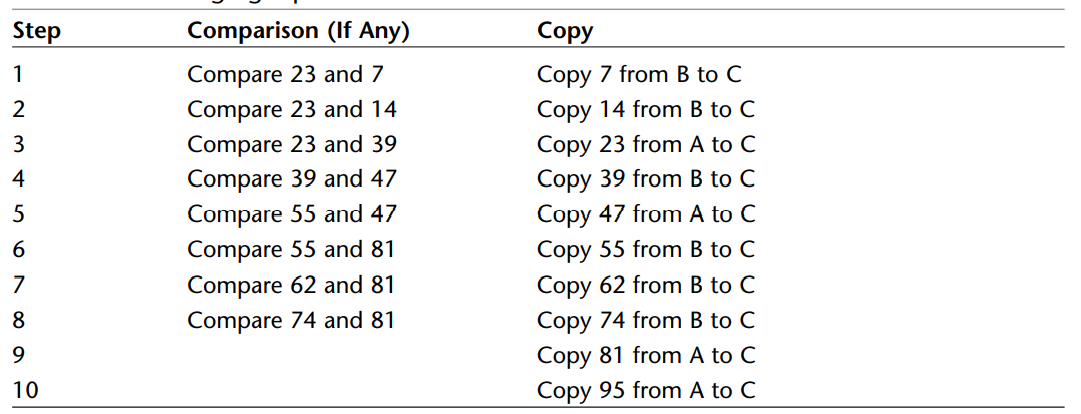 Step Comparison (If Any) Copy
1 Compare 23 and 7 Copy 7 from B to C
2 Compare 23 and 14 Copy 14 from B to C
3 Compare 23 and 39 Copy 23 from A to C
4 Compare 39 and 47 Copy 39 from B to C
5 Compare 55 and 47 Copy 47 from A to C
6 Compare 55 and 81 Copy 55 from B to C
7 Compare 62 and 81 Copy 62 from B to C
8 Compare 74 and 81 Copy 74 from B to C
9 Copy 81 from A to C
10 Copy 95 from A to C